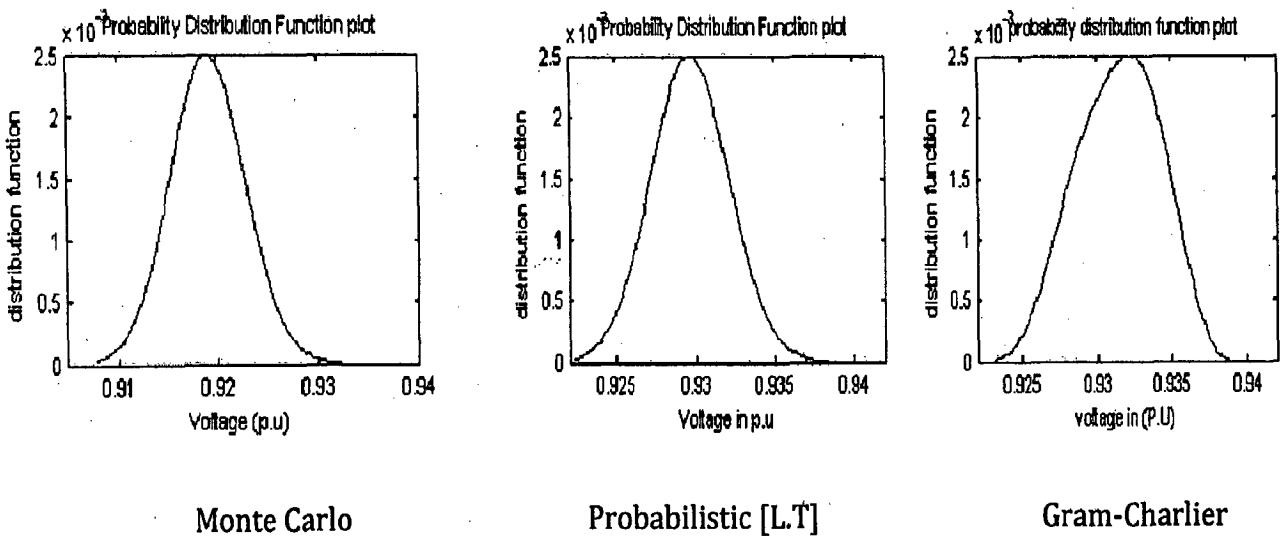 x 10⁻³ Probability Distribution Function plot
2.5
2
1.5
1
0.5
0
distribution function
0.91 0.92 0.93 0.94
Voltage (p.u)
Monte Carlo
x 10⁻³ Probability Distribution Function plot
2.5
2
1.5
1
0.5
0
distribution function
0.925 0.93 0.935 0.94
Voltage in p.u
Probabilistic [L.T]
x 10⁻³ probability distribution function plot
2.5
2
1.5
1
0.5
0
distribution function
0.925 0.93 0.935 0.94
voltage in (P.U)
Gram-Charlier